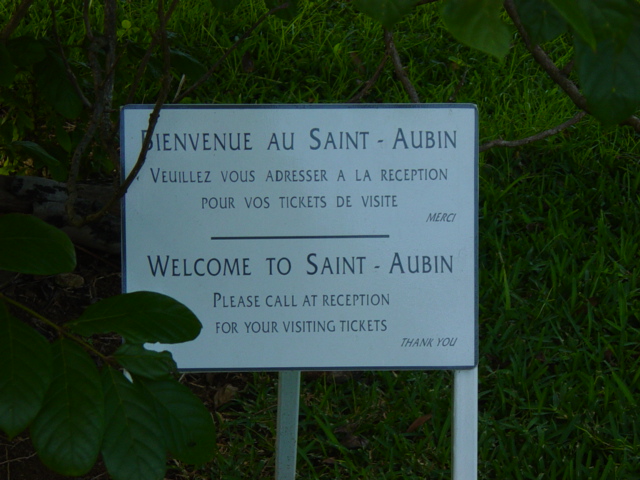 BIENVENUE AU SAINT - AUBIN
VEUILLEZ VOUS ADRESSER A LA RECEPTION
POUR VOS TICKETS DE VISITE
MERCI
WELCOME TO SAINT - AUBIN
PLEASE CALL AT RECEPTION
FOR YOUR VISITING TICKETS
THANK YOU